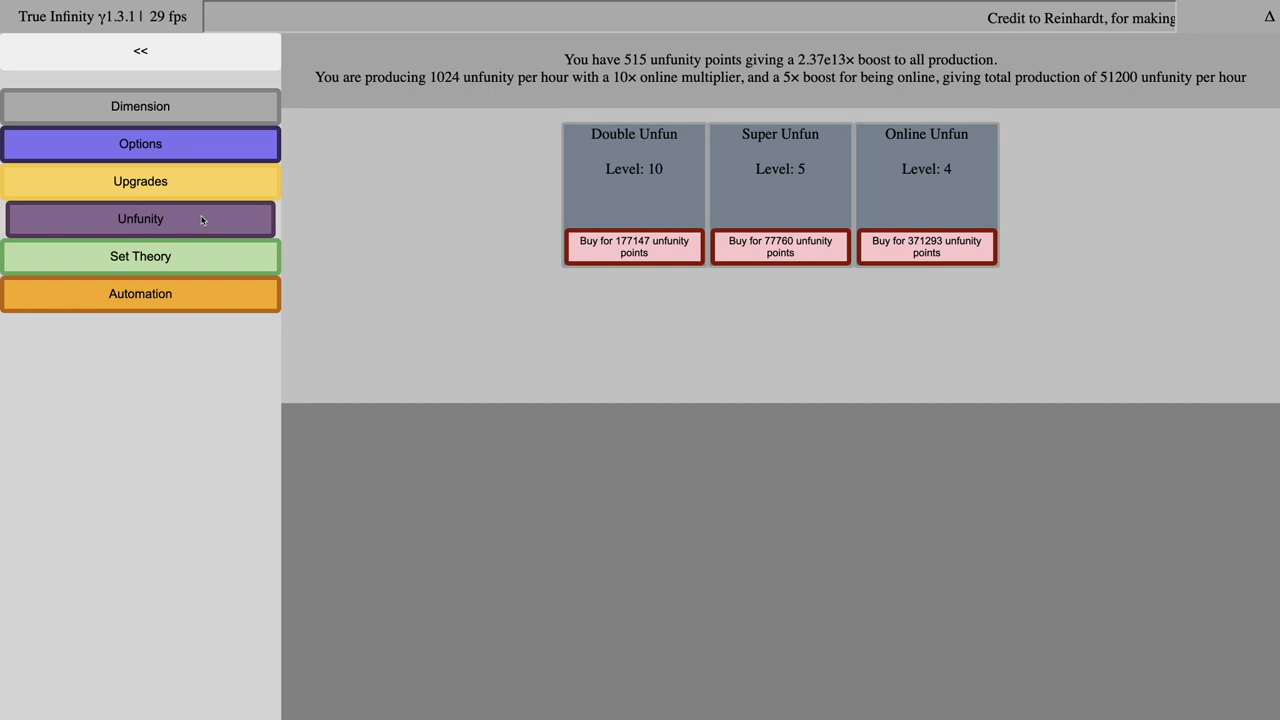 True Infinity γ1.3.1 | 29 fps
Credit to Reinhardt, for making
Δ
<<
Dimension
Options
Upgrades
Unfunity
Set Theory
Automation
You have 515 unfunity points giving a 2.37e13× boost to all production.
You are producing 1024 unfunity per hour with a 10× online multiplier, and a 5× boost for being online, giving total production of 51200 unfunity per hour
Double Unfun
Level: 10
Buy for 177147 unfunity
points
Super Unfun
Level: 5
Buy for 77760 unfunity
points
Online Unfun
Level: 4
Buy for 371293 unfunity
points